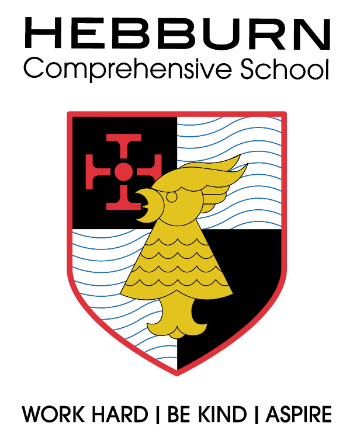 HEBBURN
Comprehensive School
WORK HARD | BE KIND | ASPIRE